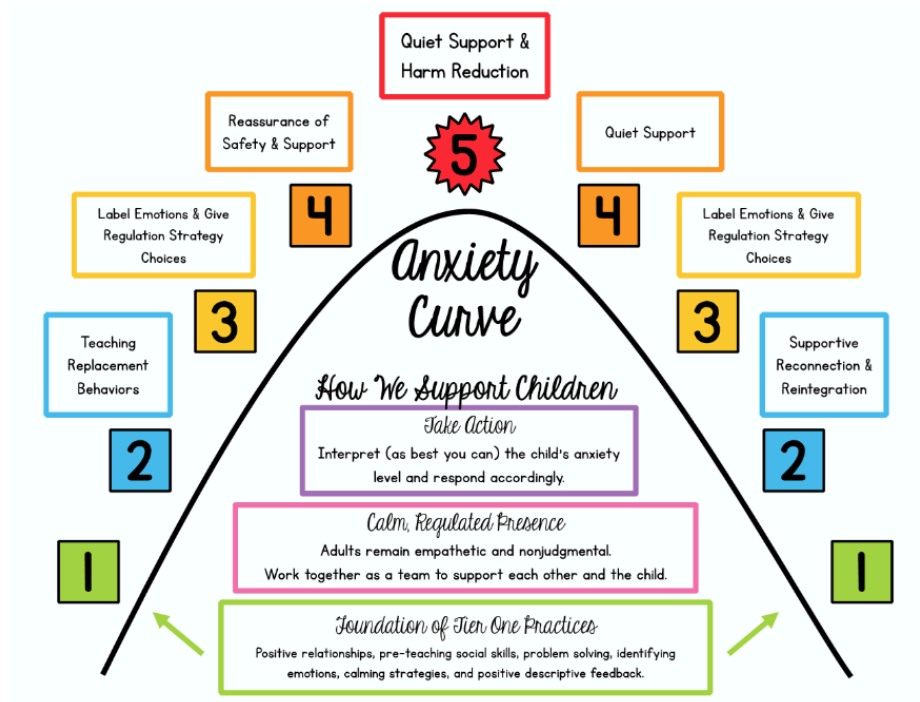 Quiet Support &
Harm Reduction
Reassurance of
Safety & Support
5
Quiet Support
4
4
Label Emotions & Give
Regulation Strategy
Choices
Label Emotions & Give
Regulation Strategy
Choices
Anxiety
Curve
3
3
Teaching
Replacement
Behaviors
Supportive
Reconnection &
Reintegration
How We Support Children
Take Action
Interpret (as best you can) the child's anxiety
level and respond accordingly.
2
2
Calm, Regulated Presence
Adults remain empathetic and nonjudgmental.
Work together as a team to support each other and the child.
1
1
Foundation of Tier One Practices
Positive relationships, pre-teaching social skills, problem solving, identifying
emotions, calming strategies, and positive descriptive feedback.